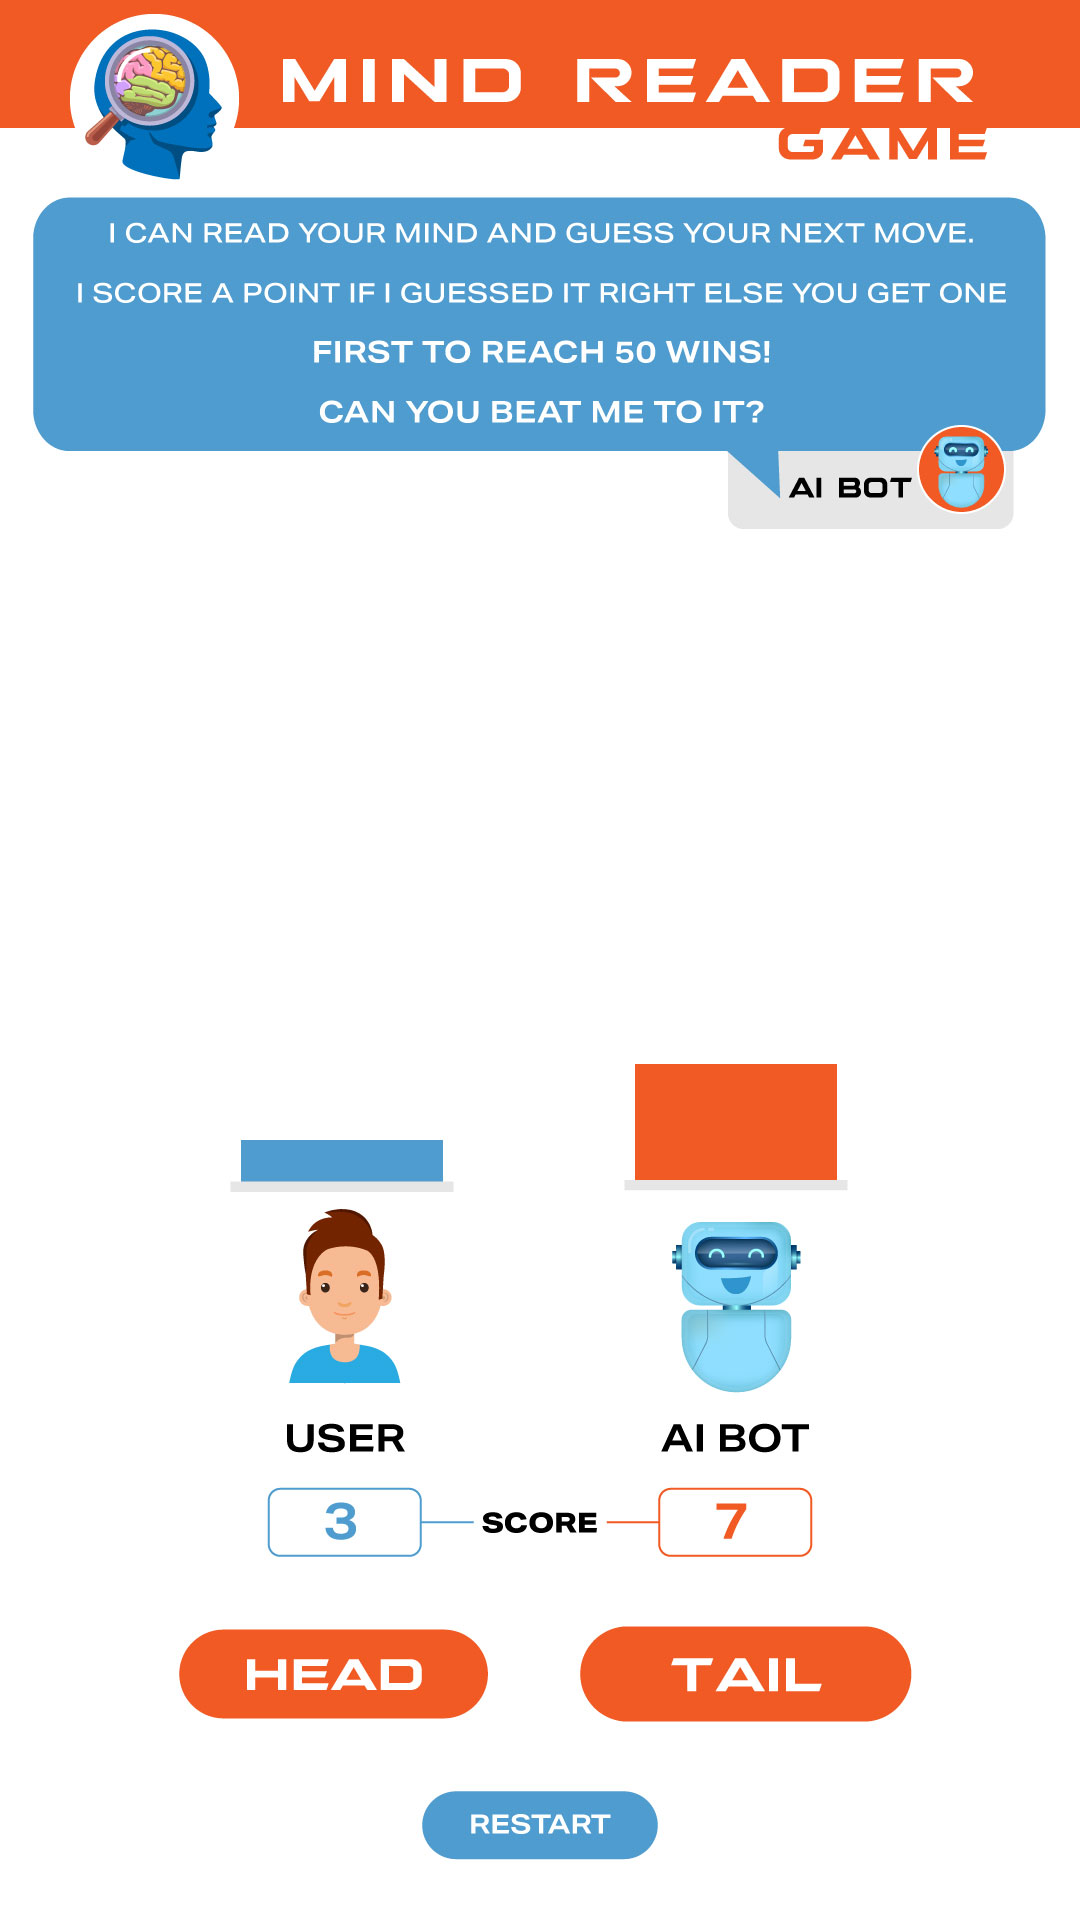 MIND READER
GAME
I CAN READ YOUR MIND AND GUESS YOUR NEXT MOVE.
I SCORE A POINT IF I GUESSED IT RIGHT ELSE YOU GET ONE
FIRST TO REACH 50 WINS!
CAN YOU BEAT ME TO IT?
AI BOT
USER
AI BOT
3
SCORE
7
HEAD
TAIL
RESTART